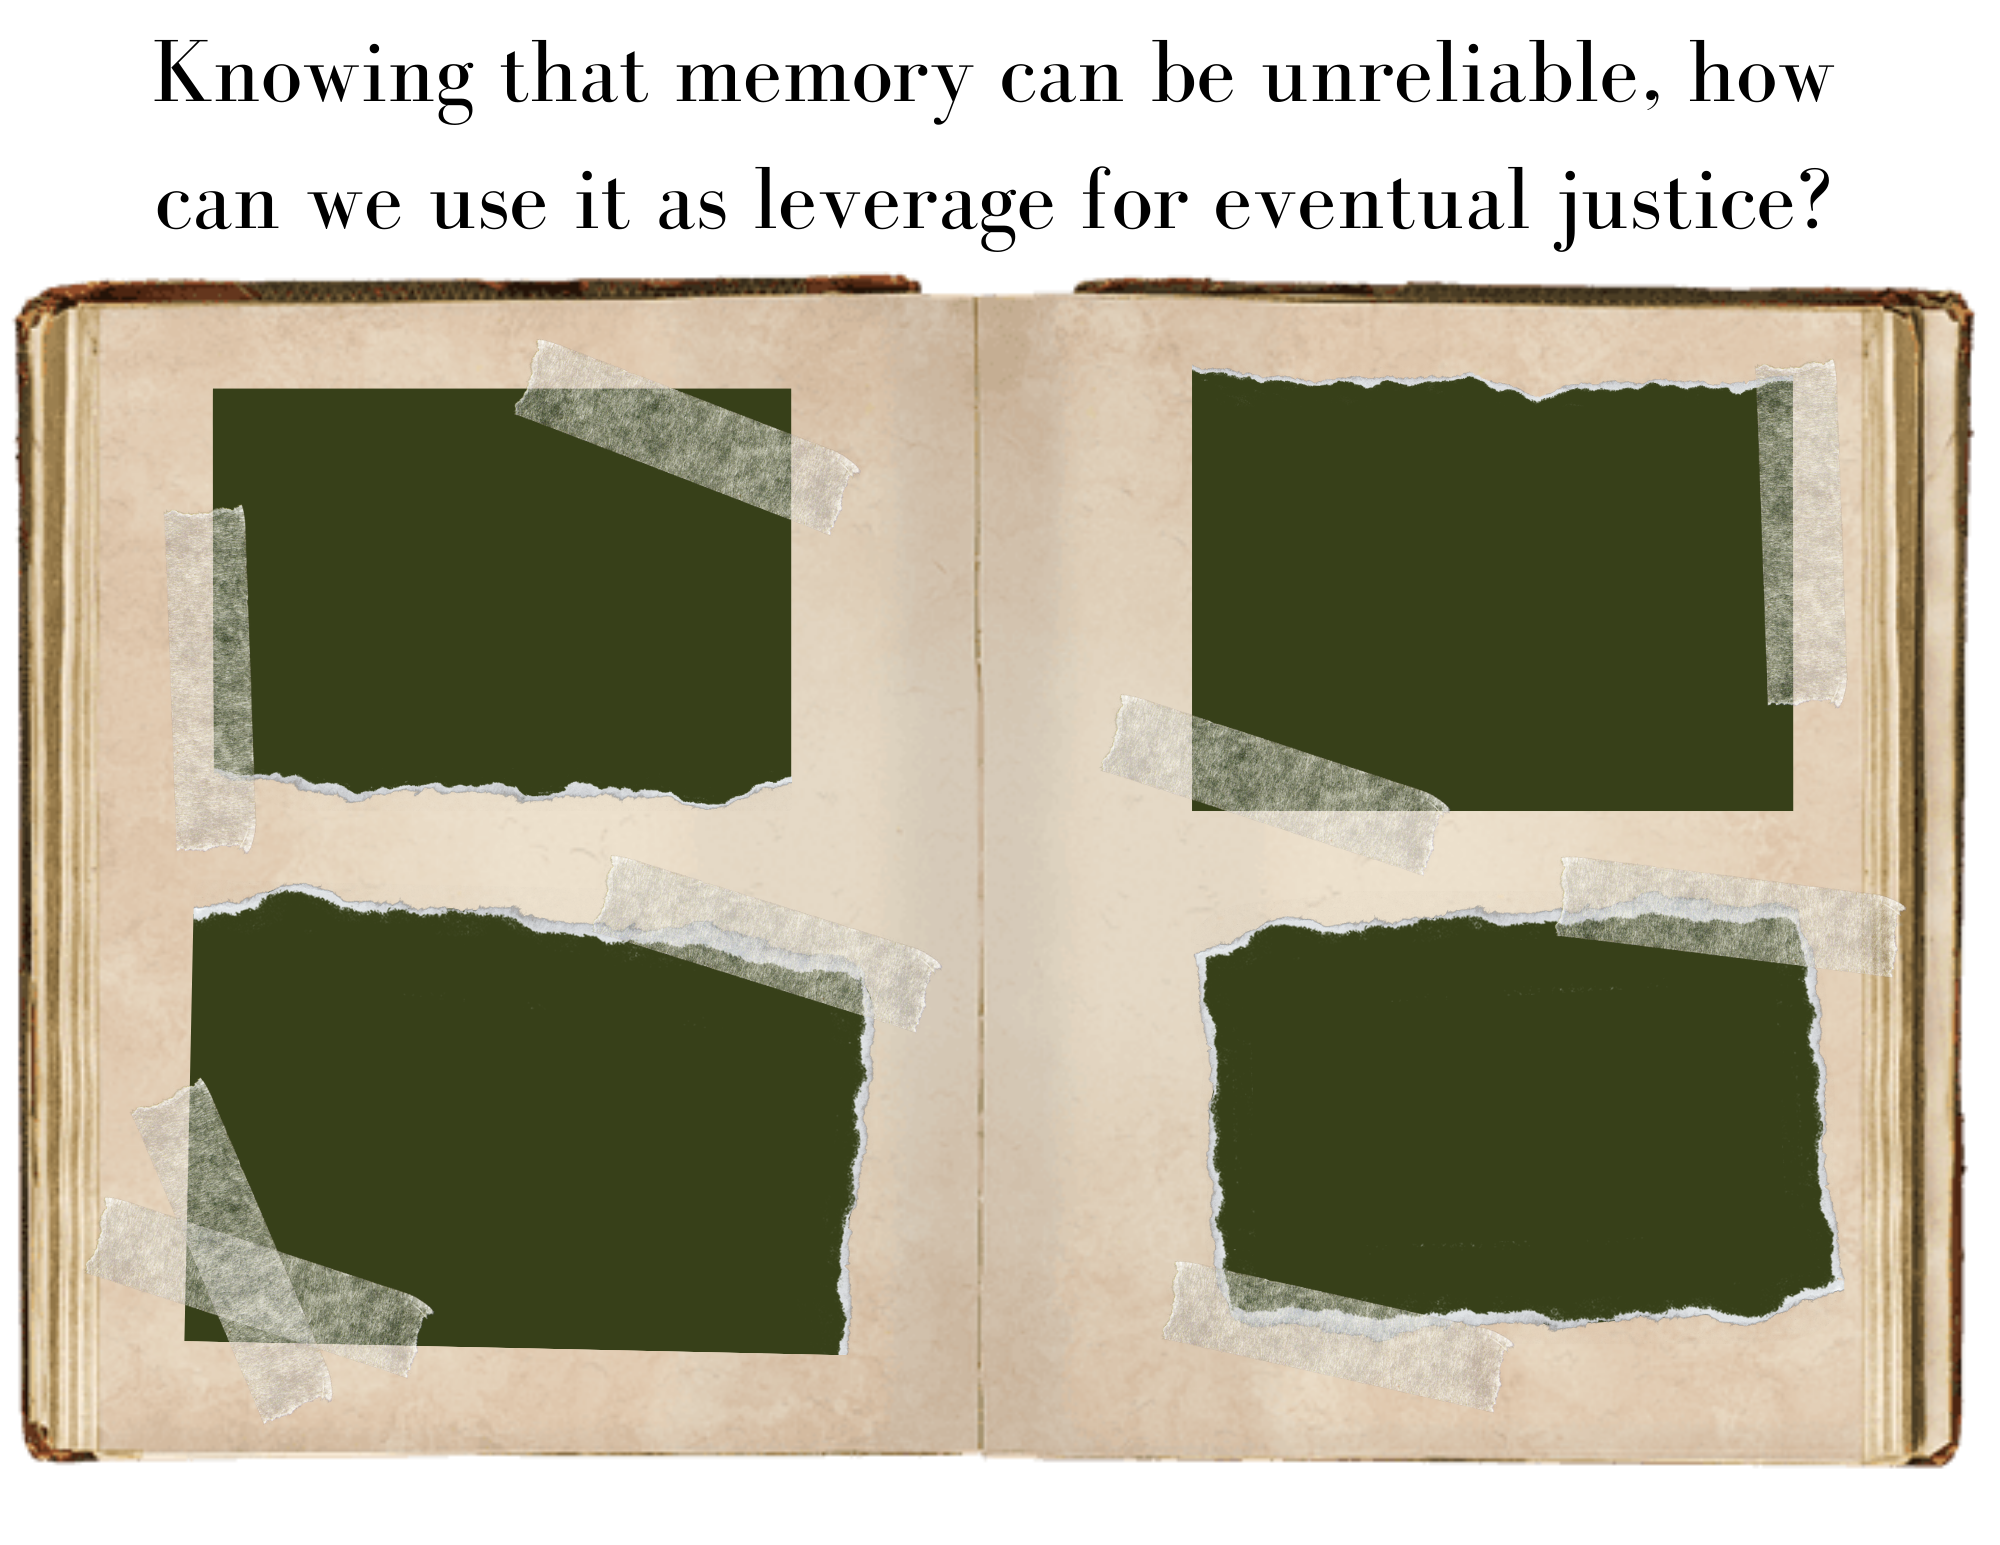 Knowing that memory can be unreliable, how
can we use it as leverage for eventual justice?